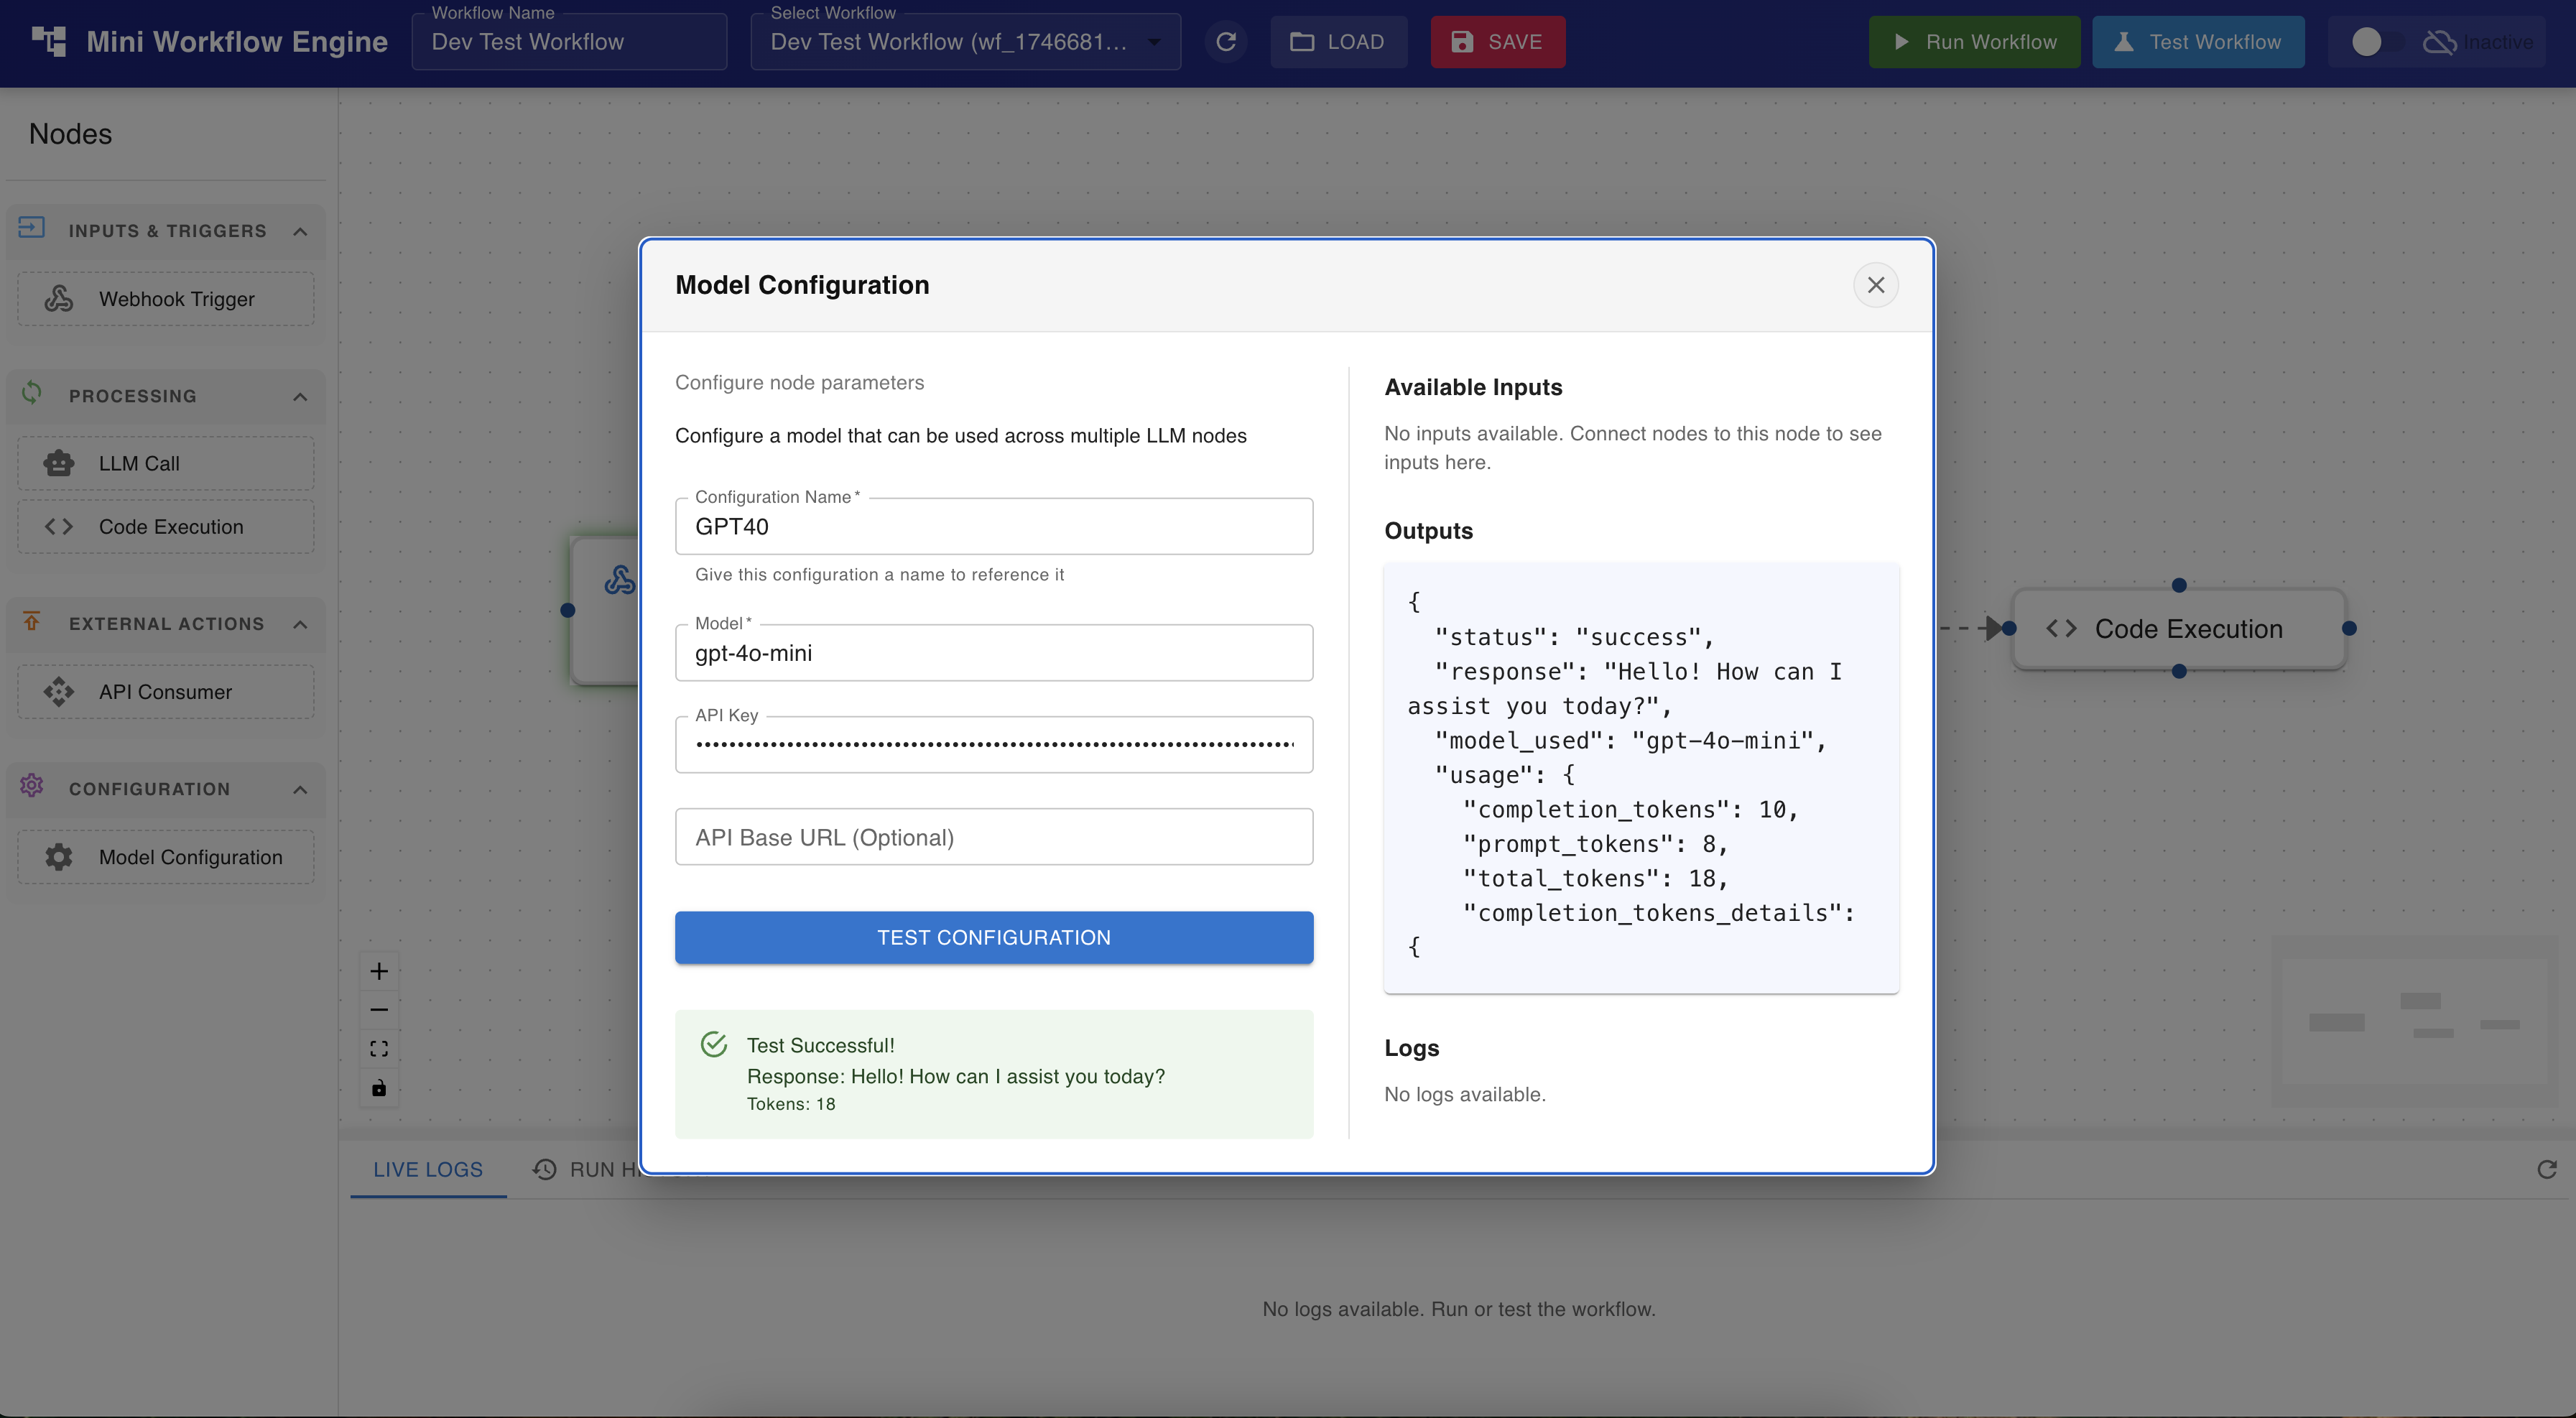 Workflow Name
Select Workflow
Mini Workflow Engine
Dev Test Workflow
Dev Test Workflow (wf_1746681...
LOAD
SAVE
Run Workflow
Test Workflow
Inactive
Nodes
INPUTS & TRIGGERS
Webhook Trigger
PROCESSING
LLM Call
Code Execution
EXTERNAL ACTIONS
API Consumer
CONFIGURATION
Model Configuration
Model Configuration
Configure node parameters
Configure a model that can be used across multiple LLM nodes
Configuration Name *
GPT40
Give this configuration a name to reference it
Model *
gpt-4o-mini
API Key
API Base URL (Optional)
TEST CONFIGURATION
Test Successful!
Response: Hello! How can I assist you today?
Tokens: 18
Available Inputs
No inputs available. Connect nodes to this node to see
inputs here.
Outputs
{
"status": "success",
"response": "Hello! How can I
assist you today?",
"model_used": "gpt-4o-mini",
"usage": {
"completion_tokens": 10,
"prompt_tokens": 8,
"total_tokens": 18,
"completion_tokens_details":
{
Logs
No logs available.
Code Execution
LIVE LOGS
RUN H
No logs available. Run or test the workflow.